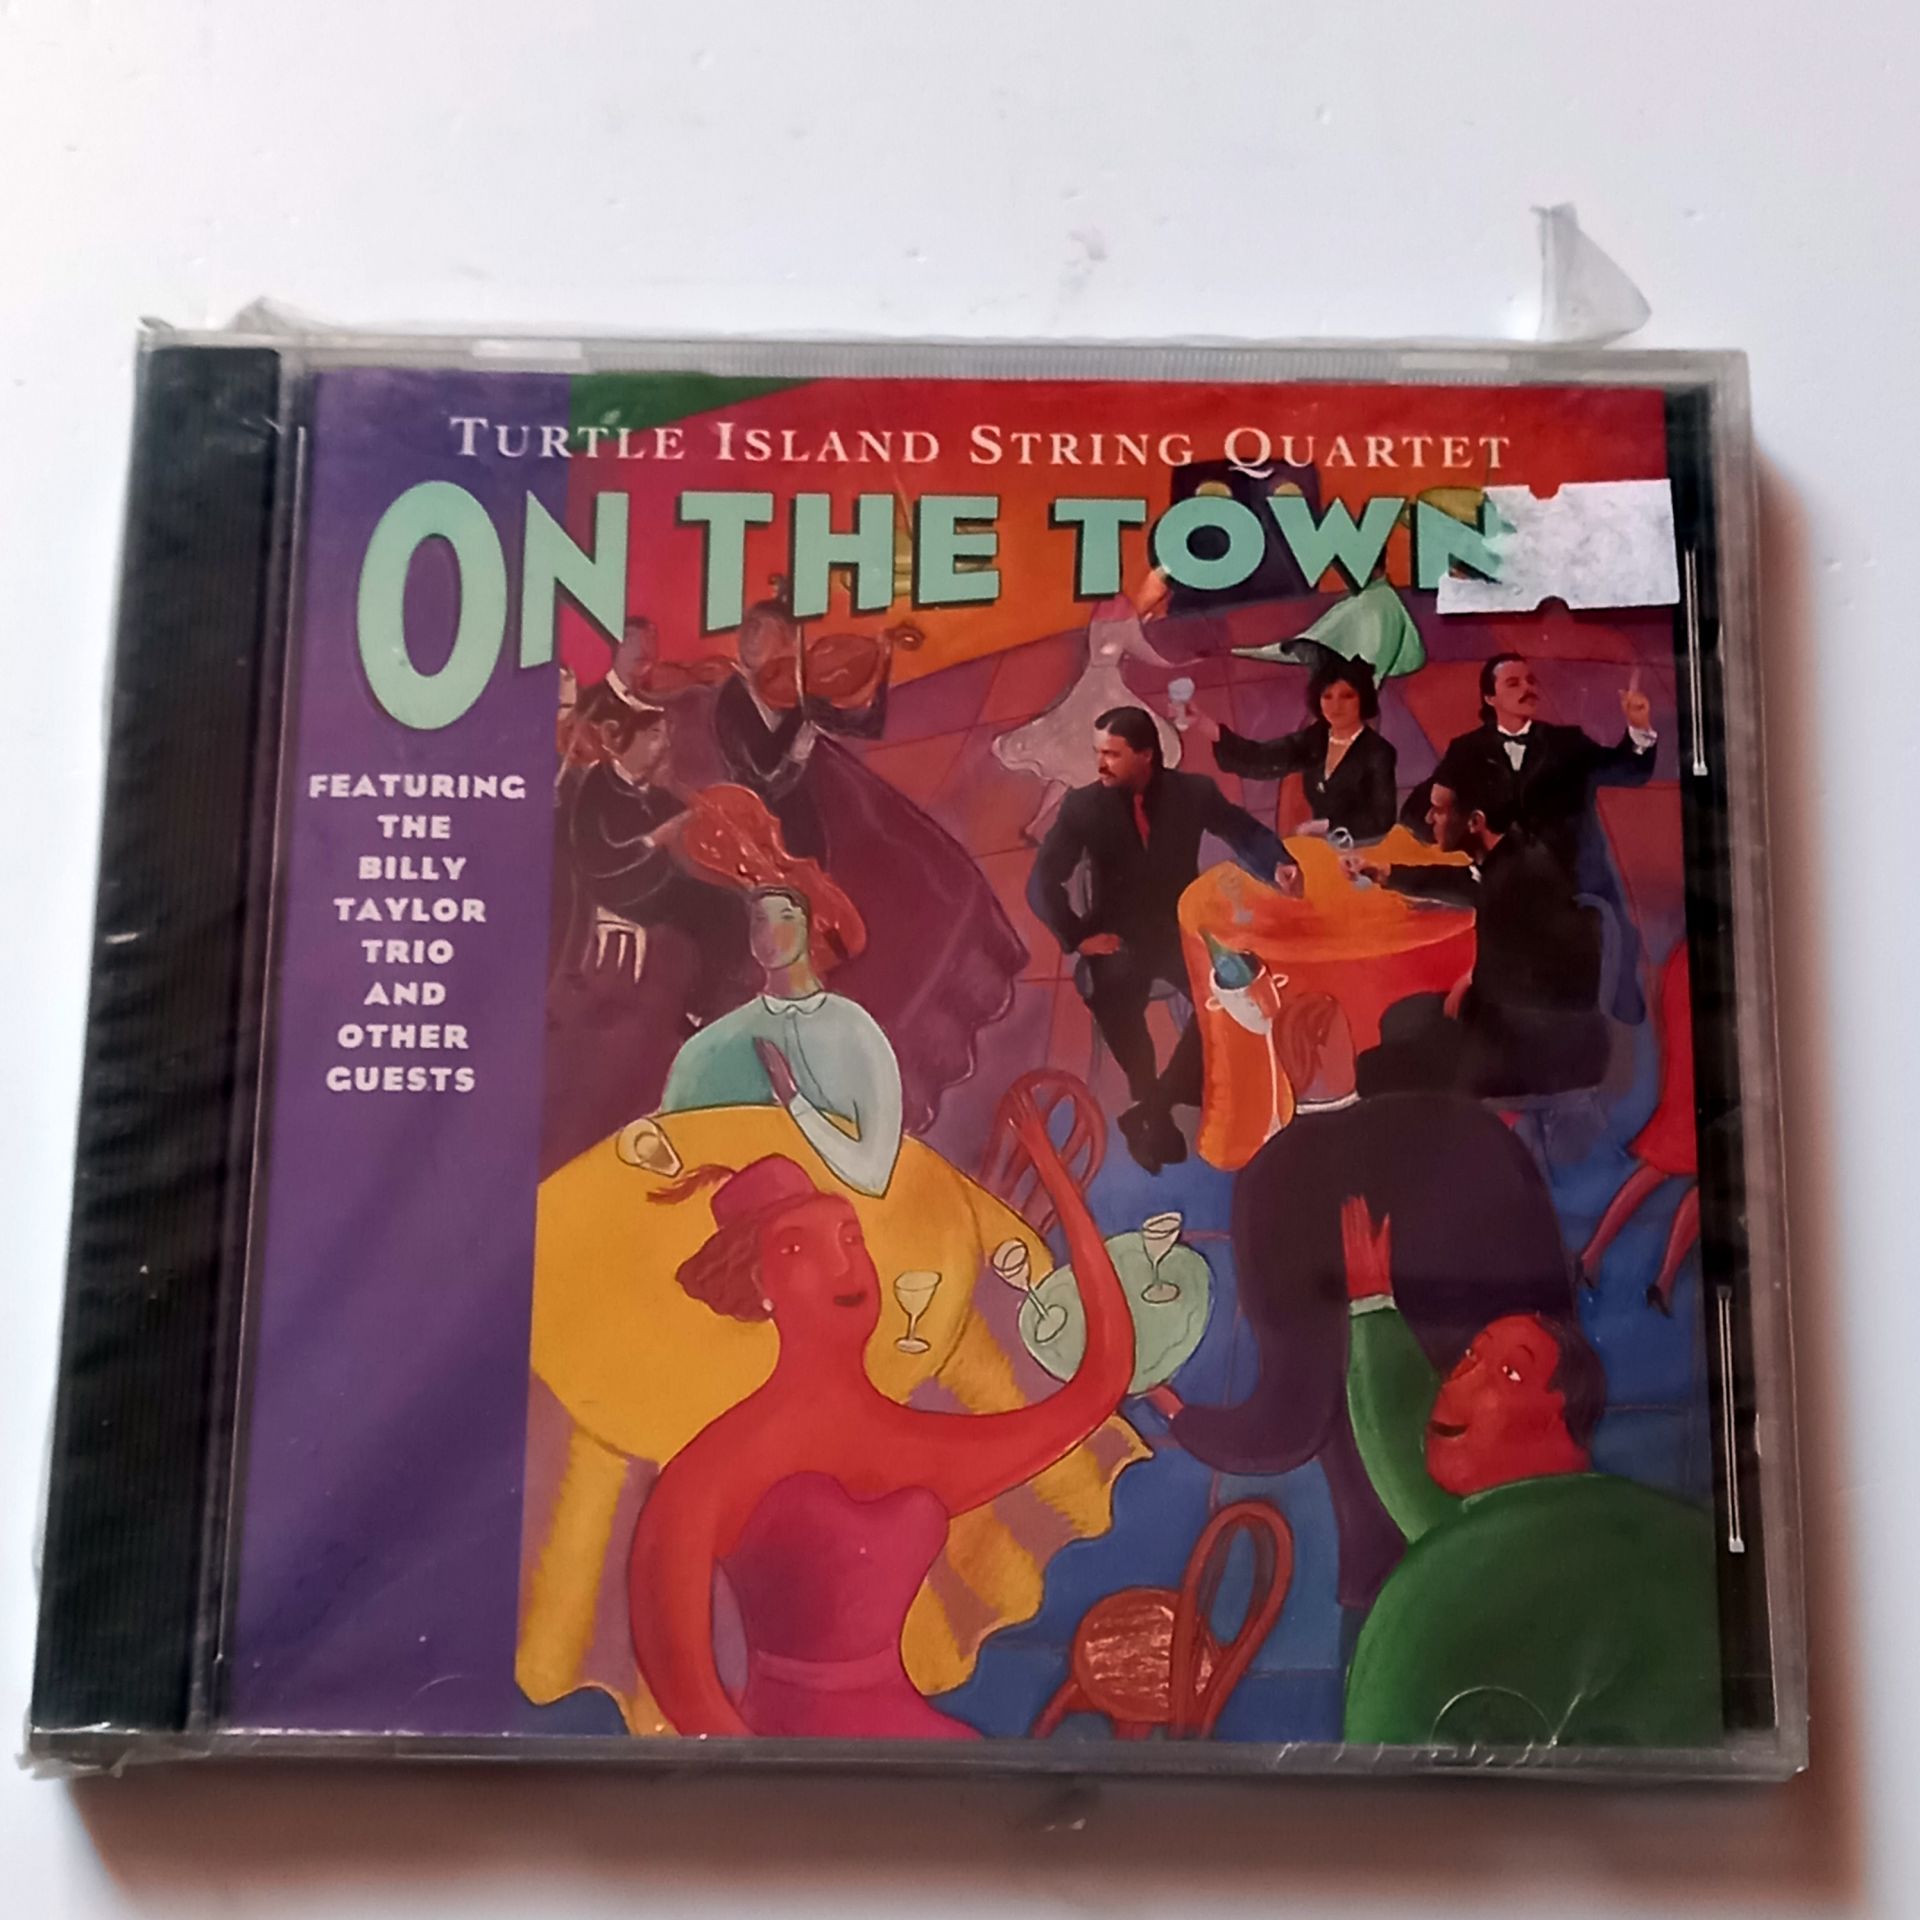 TURTLE ISLAND STRING QUARTET
ON THE TOWN
FEATURING
THE
BILLY
TAYLOR
TRIO
AND
OTHER
GUESTS